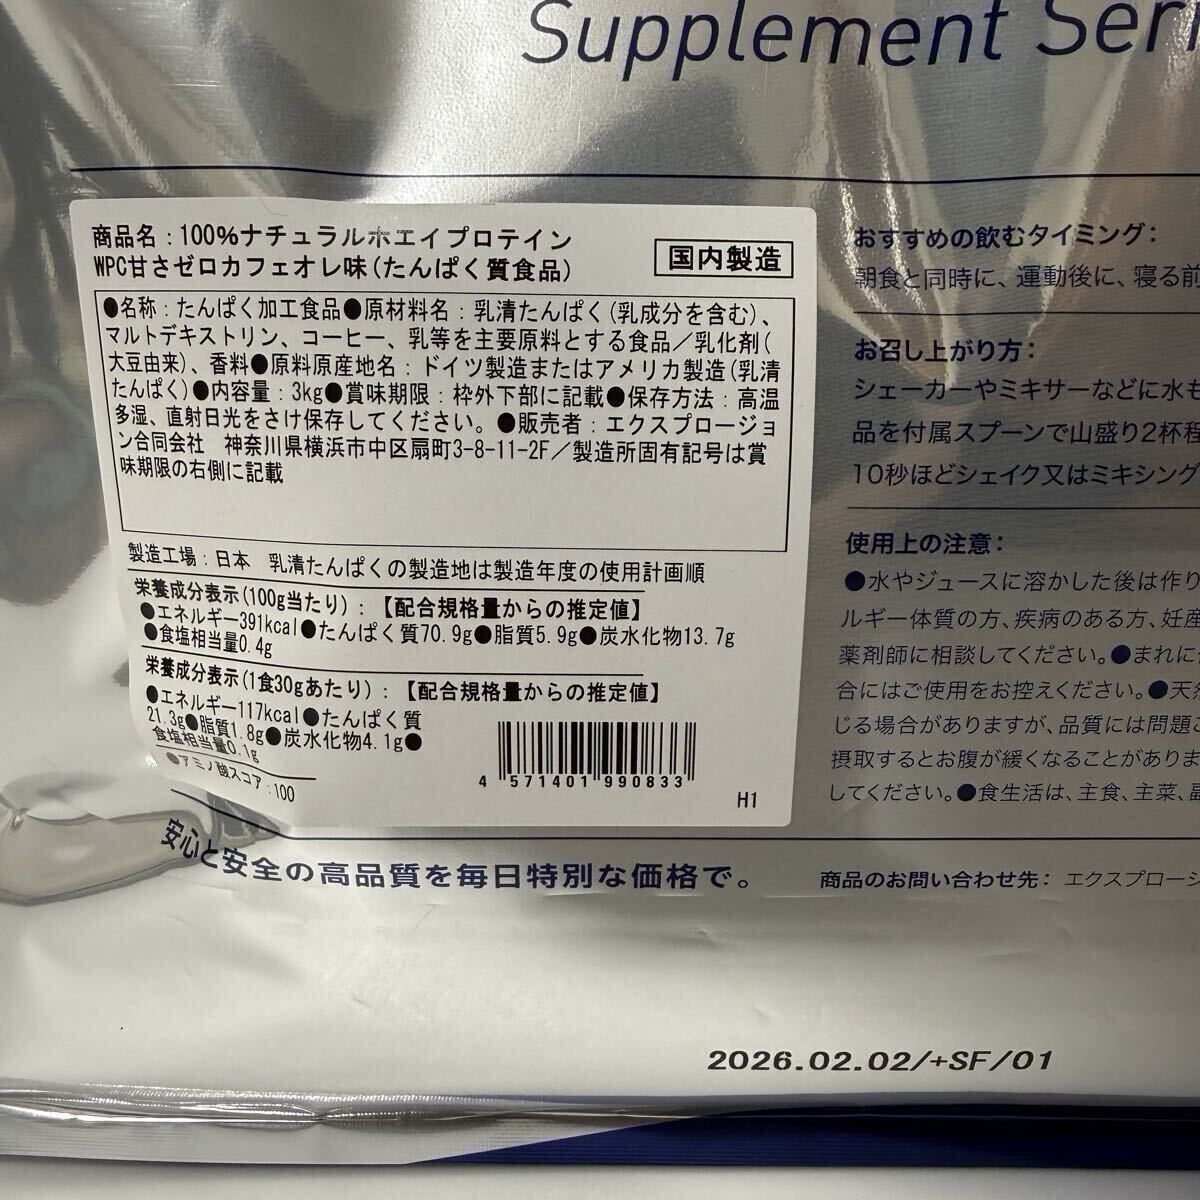 Supplement Seri
商品名：100%ナチュラルホエイプロテイン
WPC甘さゼロカフェオレ味(たんぱく質食品)
国内製造
●名称：たんぱく加工食品●原材料名：乳清たんぱく(乳成分を含む)、
マルトデキストリン、コーヒー、乳等を主要原料とする食品／乳化剤(
大豆由来)、香料●原料原産地名：ドイツ製造またはアメリカ製造(乳清
たんぱく)●内容量：3kg●賞味期限：枠外下部に記載●保存方法：高温
多湿、直射日光をさけ保存してください。●販売者：エクスプロージョ
ン合同会社　神奈川県横浜市中区扇町3-8-11-2F／製造所固有記号は賞
味期限の右側に記載
製造工場：日本　乳清たんぱくの製造地は製造年度の使用計画順
栄養成分表示(100g当たり)：【配合規格量からの推定値】
●エネルギー391kcal●たんぱく質70.9g●脂質5.9g●炭水化物13.7g
●食塩相当量0.4g
栄養成分表示(1食30gあたり)：【配合規格量からの推定値】
●エネルギー117kcal●たんぱく質
21.3g●脂質1.8g●炭水化物4.1g●
食塩相当量0.1g
●アミノ酸スコア：100
4 571401 990833
H1
おすすめの飲むタイミング：
朝食と同時に、運動後に、寝る前
お召し上がり方：
シェーカーやミキサーなどに水も
品を付属スプーンで山盛り2杯程
10秒ほどシェイク又はミキシング
使用上の注意：
●水やジュースに溶かした後は作り
ルギー体質の方、疾病のある方、妊産
薬剤師に相談してください。●まれに
合にはご使用をお控えください。●天然
じる場合がありますが、品質には問題
摂取するとお腹が緩くなることがありま
してください。●食生活は、主食、主菜、副
安心と安全の高品質を毎日特別な価格で。
商品のお問い合わせ先：エクスプロージ
2026.02.02/+SF/01